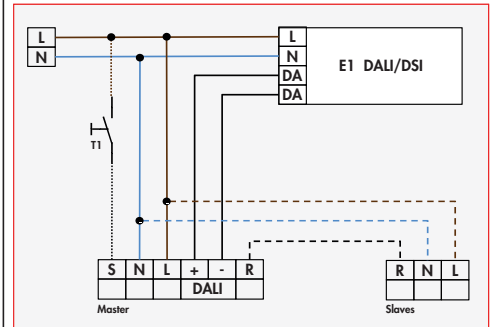 L
N
L
N
DA
DA
E1 DALI/DSI
T1
S N L + - R
DALI
Master
R N L
Slaves